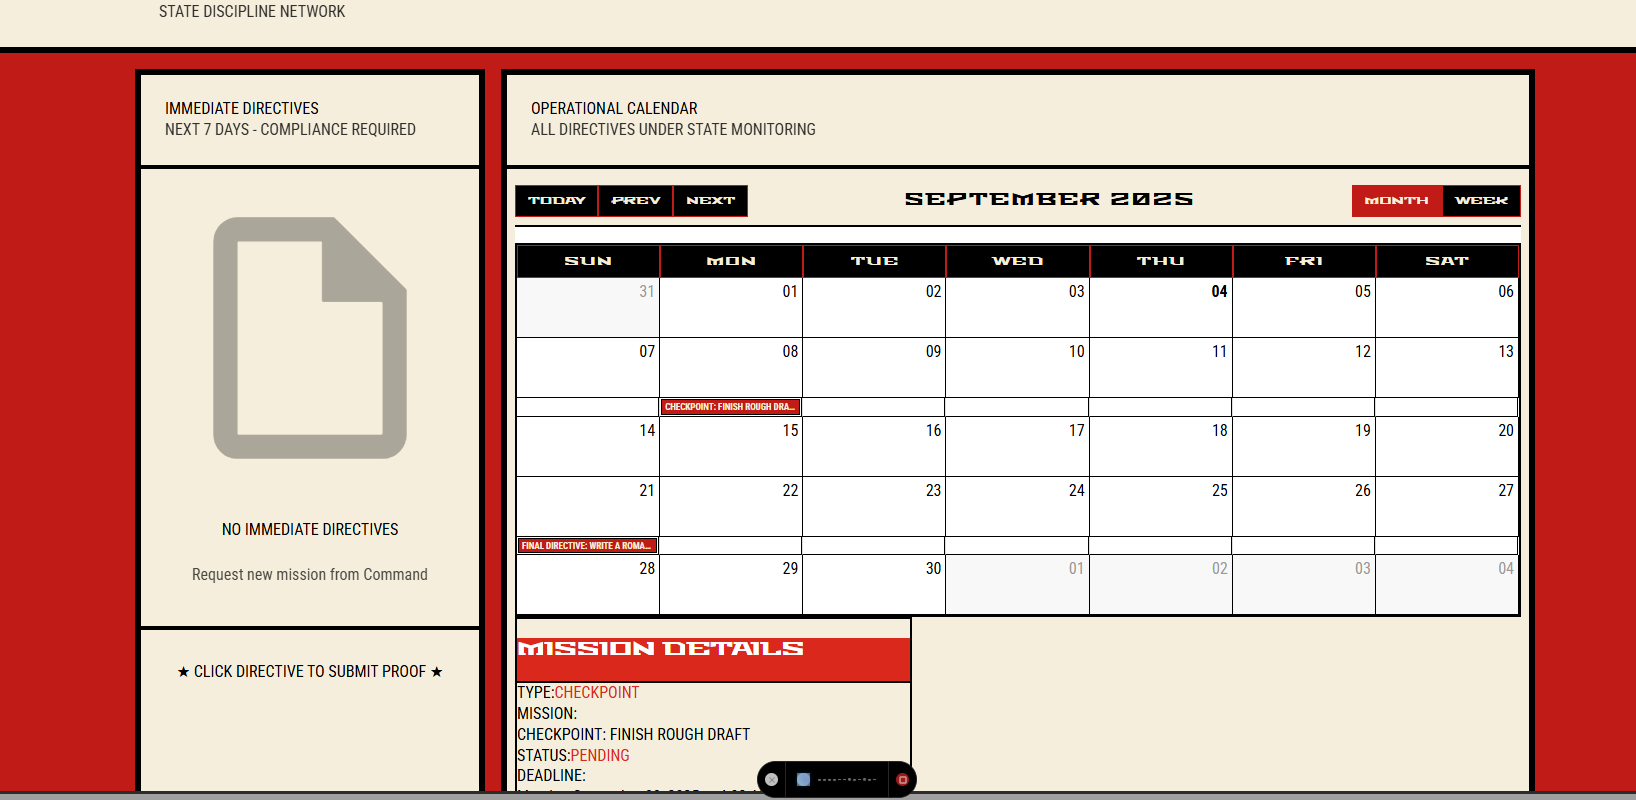 STATE DISCIPLINE NETWORK
IMMEDIATE DIRECTIVES
NEXT 7 DAYS - COMPLIANCE REQUIRED
NO IMMEDIATE DIRECTIVES
Request new mission from Command
★ CLICK DIRECTIVE TO SUBMIT PROOF ★
OPERATIONAL CALENDAR
ALL DIRECTIVES UNDER STATE MONITORING
TODAY PREV NEXT SEPTEMBER 2025 MONTH WEEK
SUN MON TUE WED THU FRI SAT
31 01 02 03 04 05 06
07 08 09 10 11 12 13
CHECKPOINT: FINISH ROUGH DRA...
14 15 16 17 18 19 20
21 22 23 24 25 26 27
FINAL DIRECTIVE: WRITE A ROMA...
28 29 30 01 02 03 04
MISSION DETAILS
TYPE:CHECKPOINT
MISSION:
CHECKPOINT: FINISH ROUGH DRAFT
STATUS:PENDING
DEADLINE: